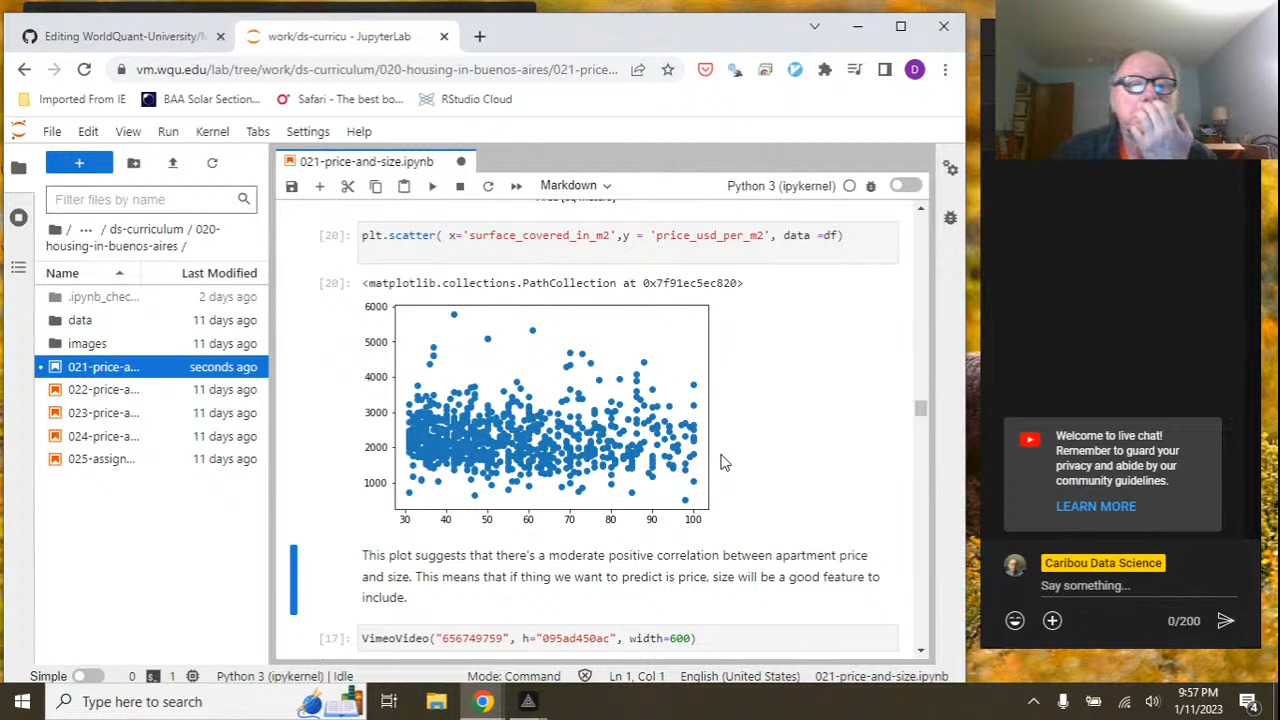 Editing WorldQuant-University/
work/ds-curricu - JupyterLab
vm.wqu.edu/lab/tree/work/ds-curriculum/020-housing-in-buenos-aires/021-price...
D
Imported From IE
BAA Solar Section...
Safari - The best bo...
RStudio Cloud
File Edit View Run Kernel Tabs Settings Help
021-price-and-size.ipynb
Markdown
Python 3 (ipykernel)
Filter files by name
/ ... / ds-curriculum / 020-
housing-in-buenos-aires /
Name Last Modified
.ipynb_chec... 2 days ago
data 11 days ago
images 11 days ago
021-price-a... seconds ago
022-price-a... 11 days ago
023-price-a... 11 days ago
024-price-a... 11 days ago
025-assign... 11 days ago
[20]: plt.scatter( x='surface_covered_in_m2',y = 'price_usd_per_m2', data =df)
[20]: <matplotlib.collections.PathCollection at 0x7f91ec5ec820>
6000
5000
4000
3000
2000
1000
30 40 50 60 70 80 90 100
This plot suggests that there's a moderate positive correlation between apartment price
and size. This means that if thing we want to predict is price, size will be a good feature to
include.
[17]: VimeoVideo("656749759", h="095ad450ac", width=600)
Simple 0 1 Python 3 (ipykernel) | Idle
Mode: Command
Ln 1, Col 1
English (United States)
021-price-and-size.ipynb
Welcome to live chat!
Remember to guard your
privacy and abide by our
community guidelines.
LEARN MORE
Caribou Data Science
Say something...
0/200
Type here to search
9:57 PM
1/11/2023
4